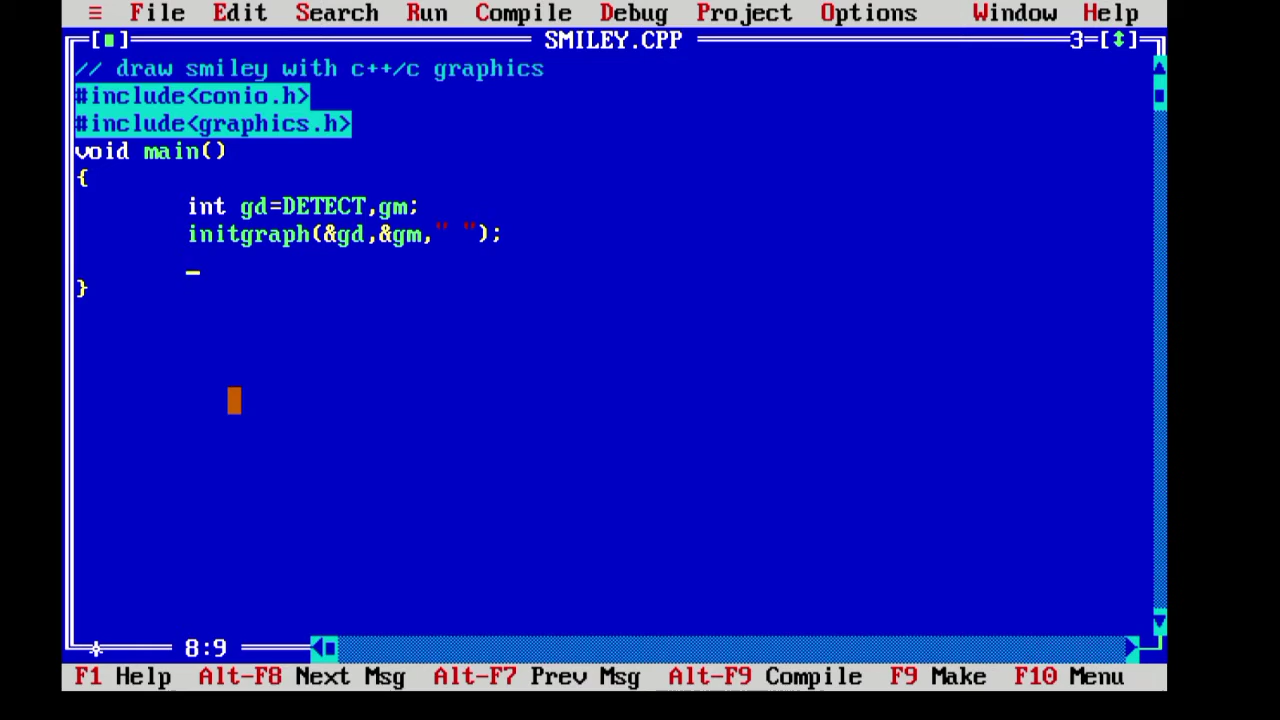 ≡ File Edit Search Run Compile Debug Project Options Window Help
[■] SMILEY.CPP 3=[↕]
// draw smiley with c++/c graphics
#include<conio.h>
#include<graphics.h>
void main()
{
int gd=DETECT,gm;
initgraph(&gd,&gm," ");
_
}
8:9
F1 Help Alt-F8 Next Msg Alt-F7 Prev Msg Alt-F9 Compile F9 Make F10 Menu